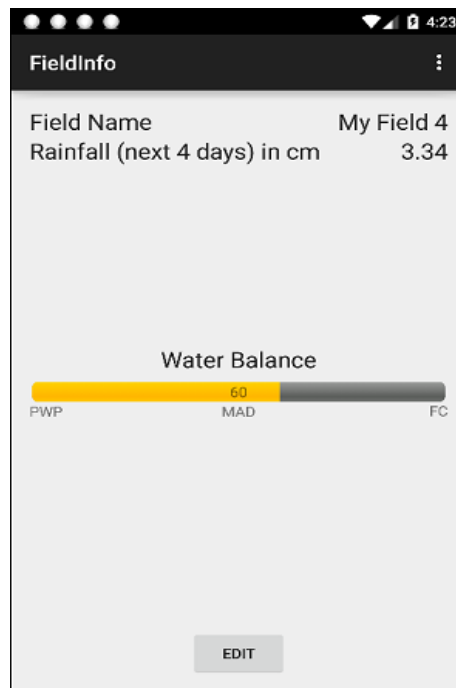 4:23
FieldInfo
Field Name My Field 4
Rainfall (next 4 days) in cm 3.34
Water Balance
60
PWP MAD FC
EDIT